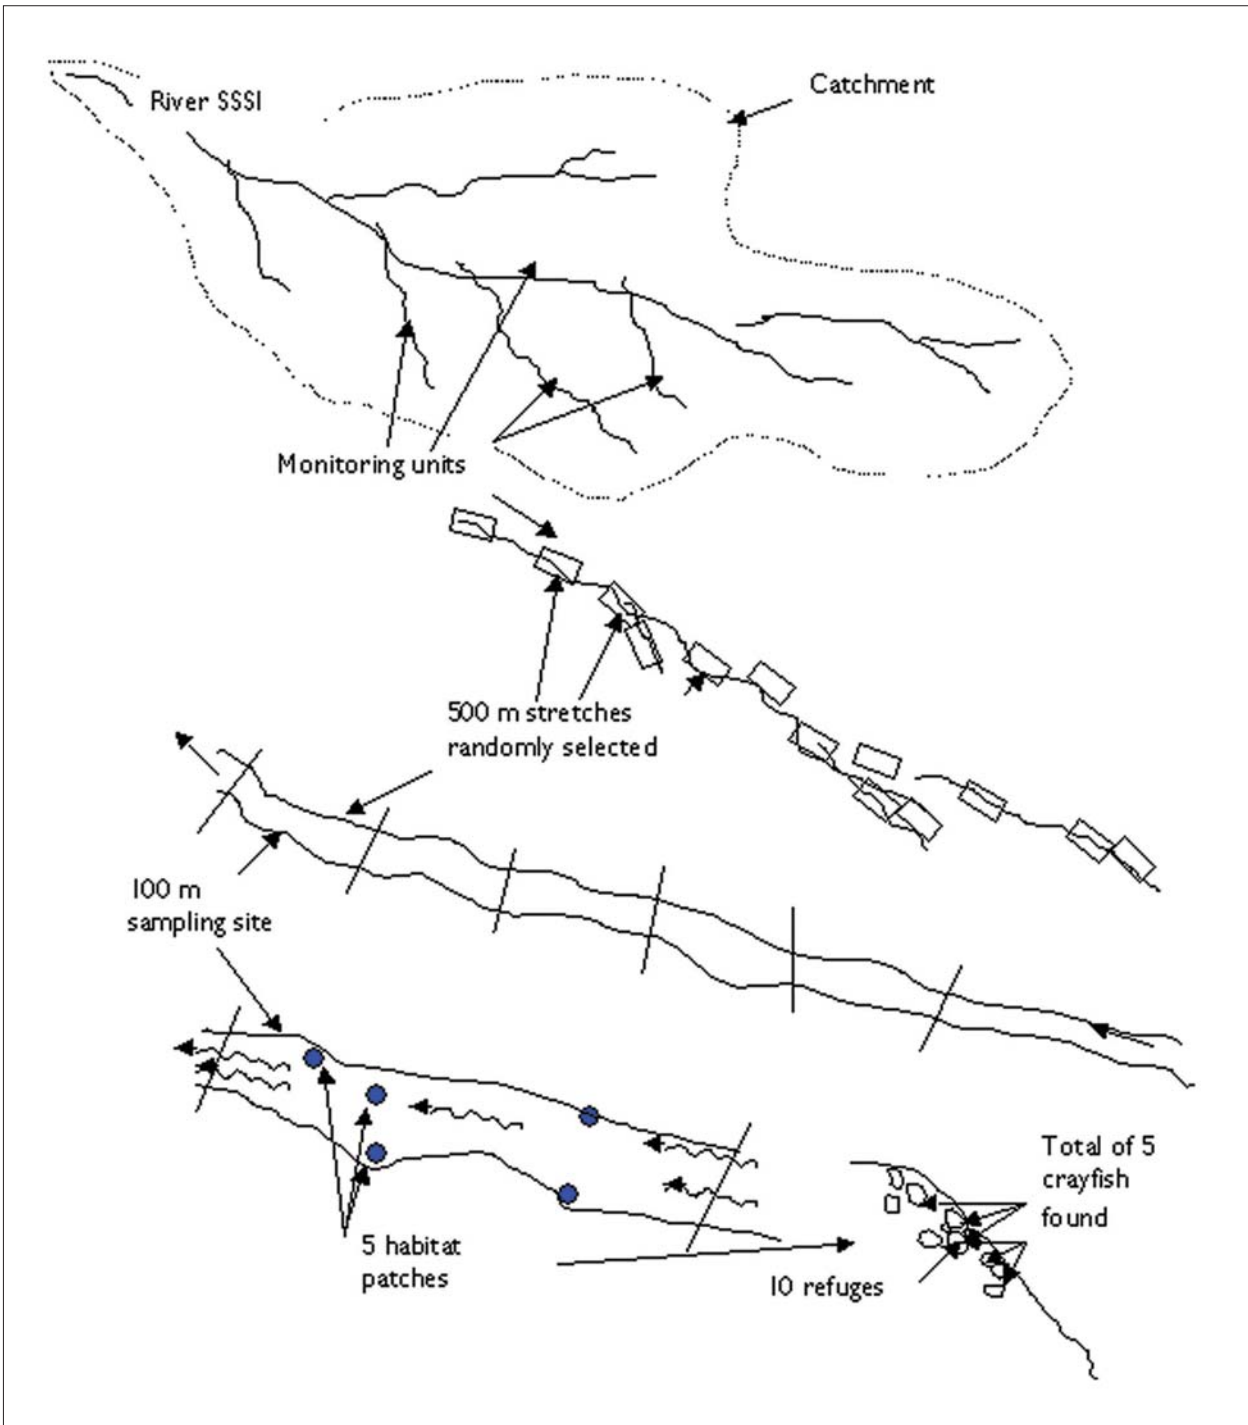 River SSSI
Catchment
Monitoring units
500 m stretches
randomly selected
100 m
sampling site
Total of 5
crayfish
found
5 habitat
patches
10 refuges